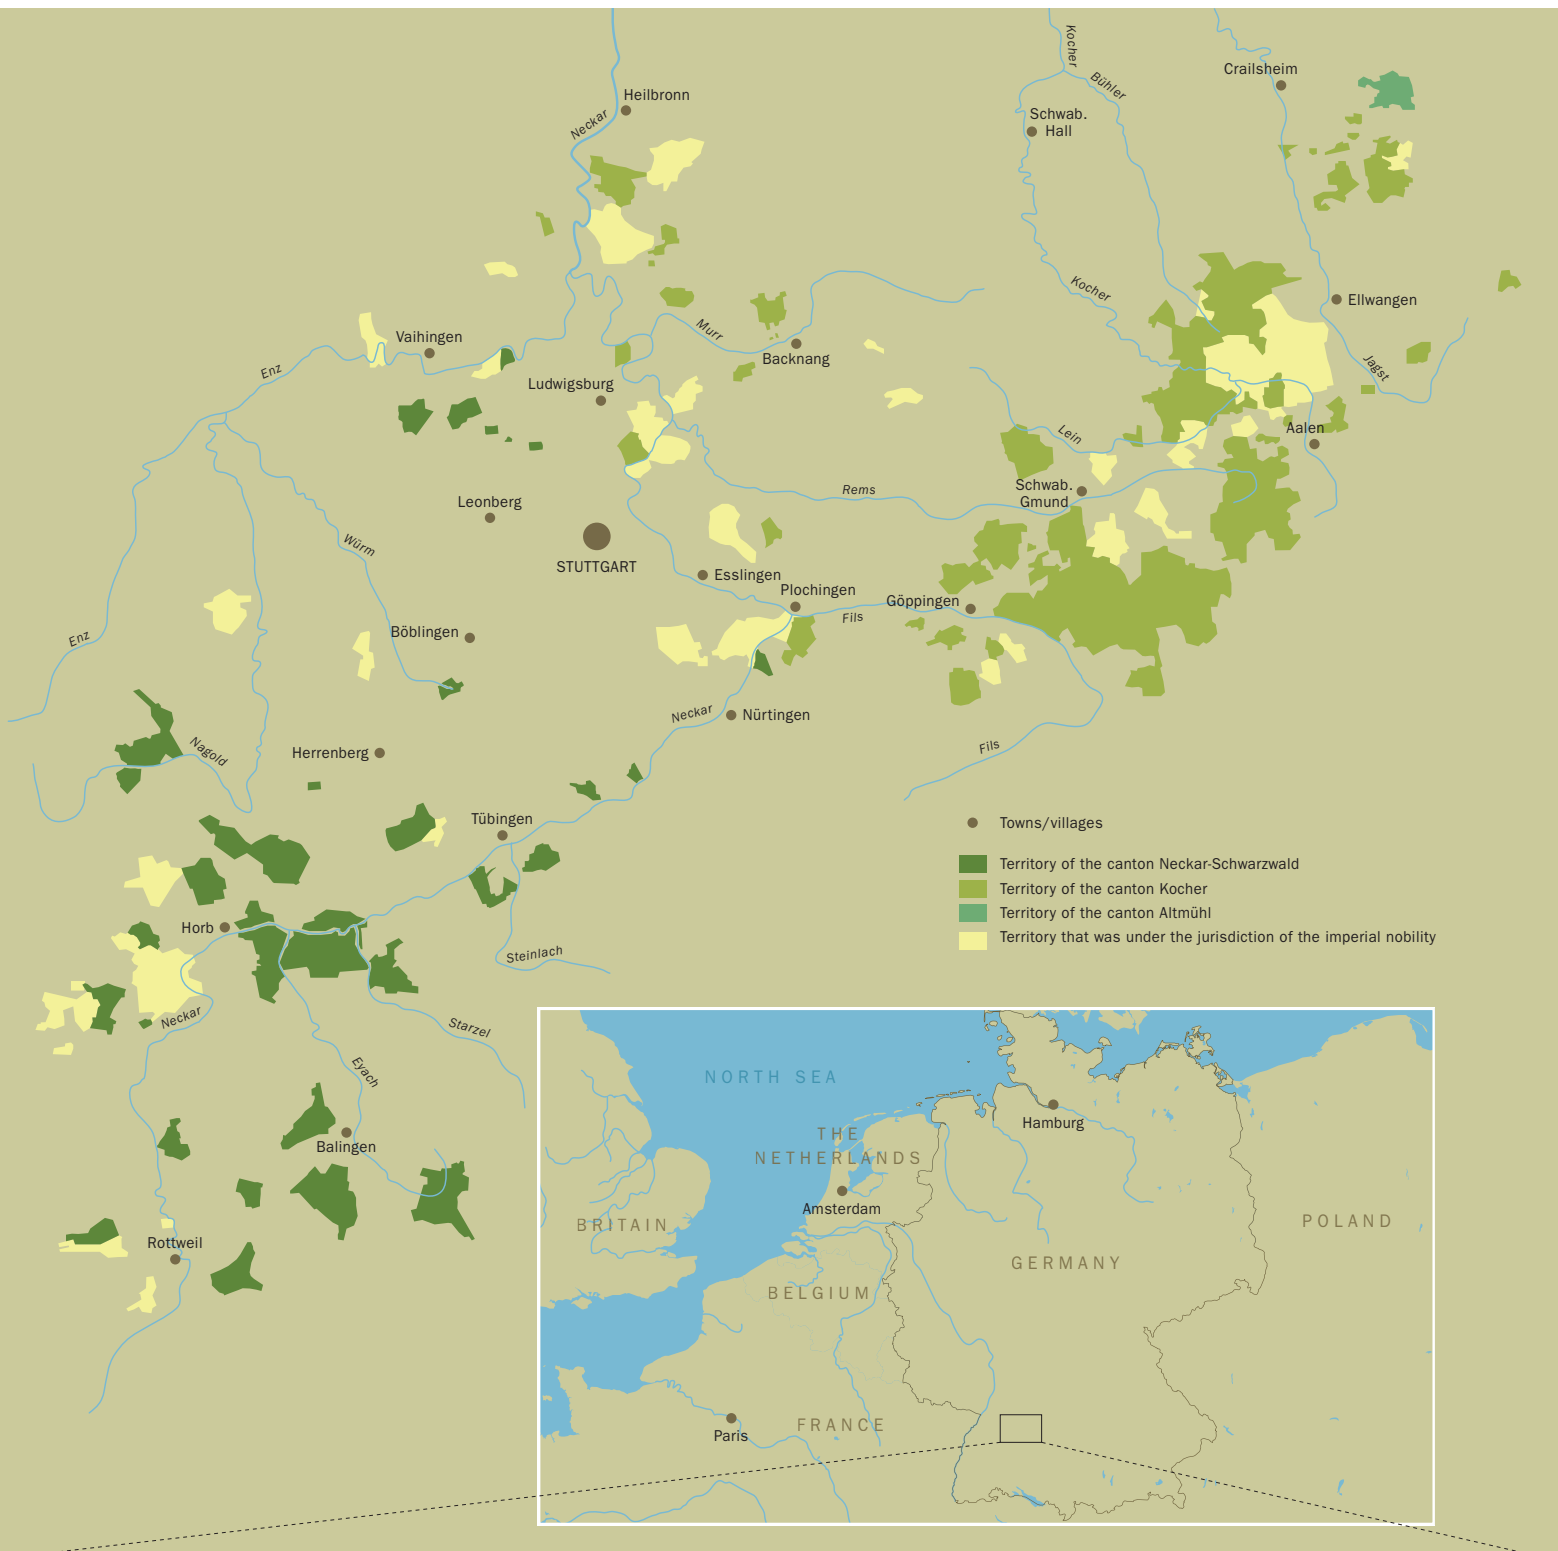 Kocher
Bühler
Crailsheim
Heilbronn
Neckar
Schwab.
Hall
Kocher
Ellwangen
Murr
Vaihingen
Backnang
Enz
Jagst
Ludwigsburg
Lein
Aalen
Schwab.
Gmund
Rems
Leonberg
Würm
STUTTGART
Esslingen
Plochingen
Göppingen
Fils
Enz
Böblingen
Neckar
Nürtingen
Nagold
Herrenberg
Fils
Tübingen
Towns/villages
Territory of the canton Neckar-Schwarzwald
Territory of the canton Kocher
Territory of the canton Altmühl
Territory that was under the jurisdiction of the imperial nobility
Horb
Steinlach
Neckar
Starzel
Eyach
Balingen
Rottweil
NORTH SEA
Hamburg
THE
NETHERLANDS
Amsterdam
BRITAIN
POLAND
GERMANY
BELGIUM
FRANCE
Paris